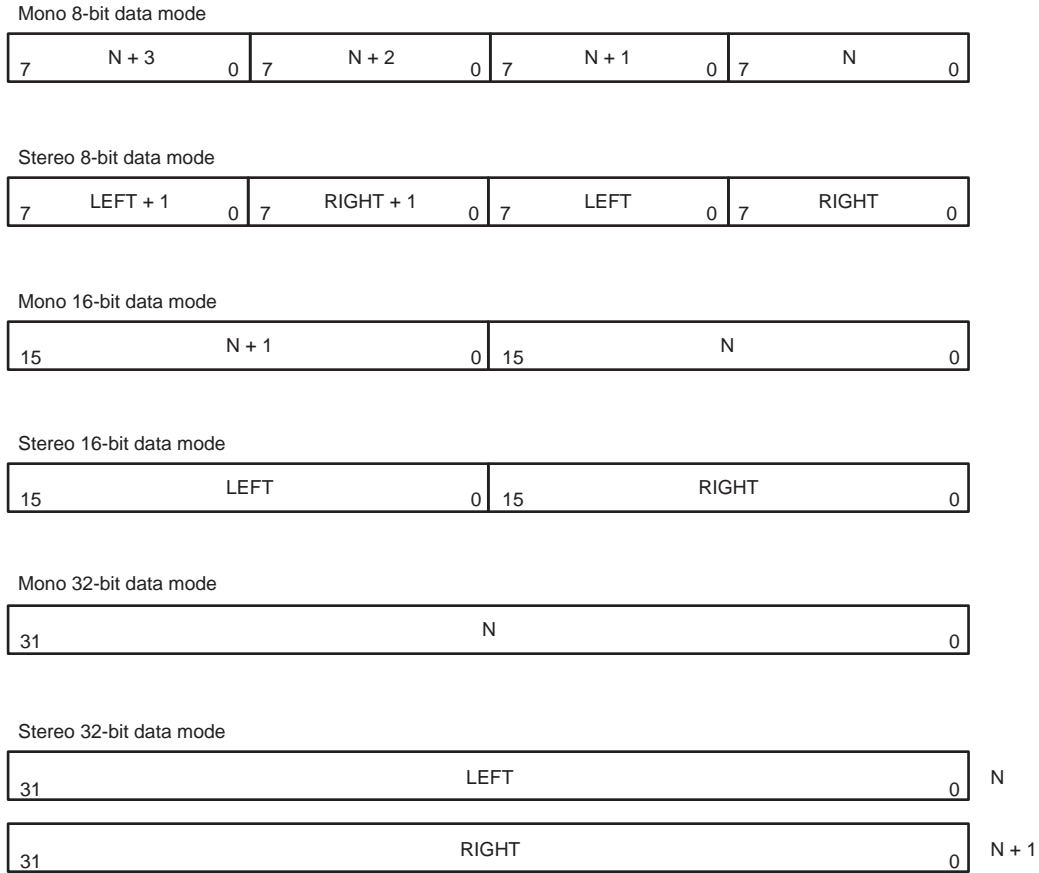 Mono 8-bit data mode
N + 3 N + 2 N + 1 N
7 0 7 0 7 0 7 0
Stereo 8-bit data mode
LEFT + 1 RIGHT + 1 LEFT RIGHT
7 0 7 0 7 0 7 0
Mono 16-bit data mode
N + 1 N
15 0 15 0
Stereo 16-bit data mode
LEFT RIGHT
15 0 15 0
Mono 32-bit data mode
N
31 0
Stereo 32-bit data mode
LEFT N
31 0
RIGHT N + 1
31 0